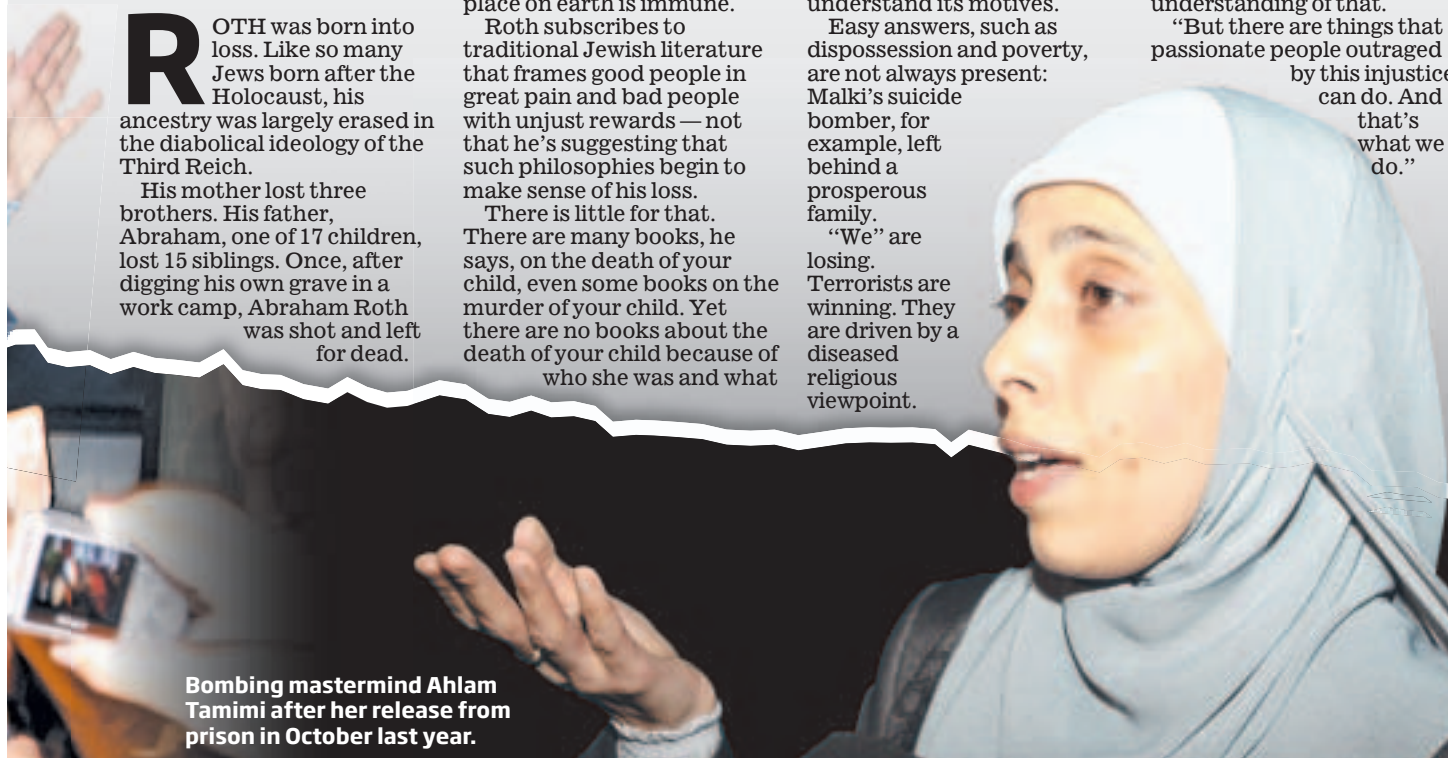 ROTH was born into
loss. Like so many
Jews born after the
Holocaust, his
ancestry was largely erased in
the diabolical ideology of the
Third Reich.
His mother lost three
brothers. His father,
Abraham, one of 17 children,
lost 15 siblings. Once, after
digging his own grave in a
work camp, Abraham Roth
was shot and left
for dead.
place on earth is immune.
Roth subscribes to
traditional Jewish literature
that frames good people in
great pain and bad people
with unjust rewards — not
that he’s suggesting that
such philosophies begin to
make sense of his loss.
There is little for that.
There are many books, he
says, on the death of your
child, even some books on the
murder of your child. Yet
there are no books about the
death of your child because of
who she was and what
understand its motives.
Easy answers, such as
dispossession and poverty,
are not always present:
Malki’s suicide
bomber, for
example, left
behind a
prosperous
family.
“We” are
losing.
Terrorists are
winning. They
are driven by a
diseased
religious
viewpoint.
understanding of that.
“But there are things that
passionate people outraged
by this injustice
can do. And
that’s
what we
do.”
Bombing mastermind Ahlam
Tamimi after her release from
prison in October last year.